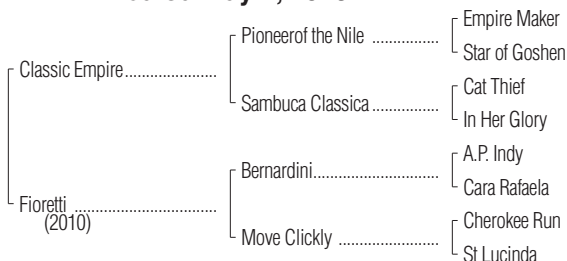 Empire Maker
Pioneerof the Nile ................
Star of Goshen
Classic Empire......................
Cat Thief
Sambuca Classica ................
In Her Glory
A.P. Indy
Bernardini..............................
Cara Rafaela
Fioretti ..................................
(2010)
Cherokee Run
Move Clickly ........................
St Lucinda